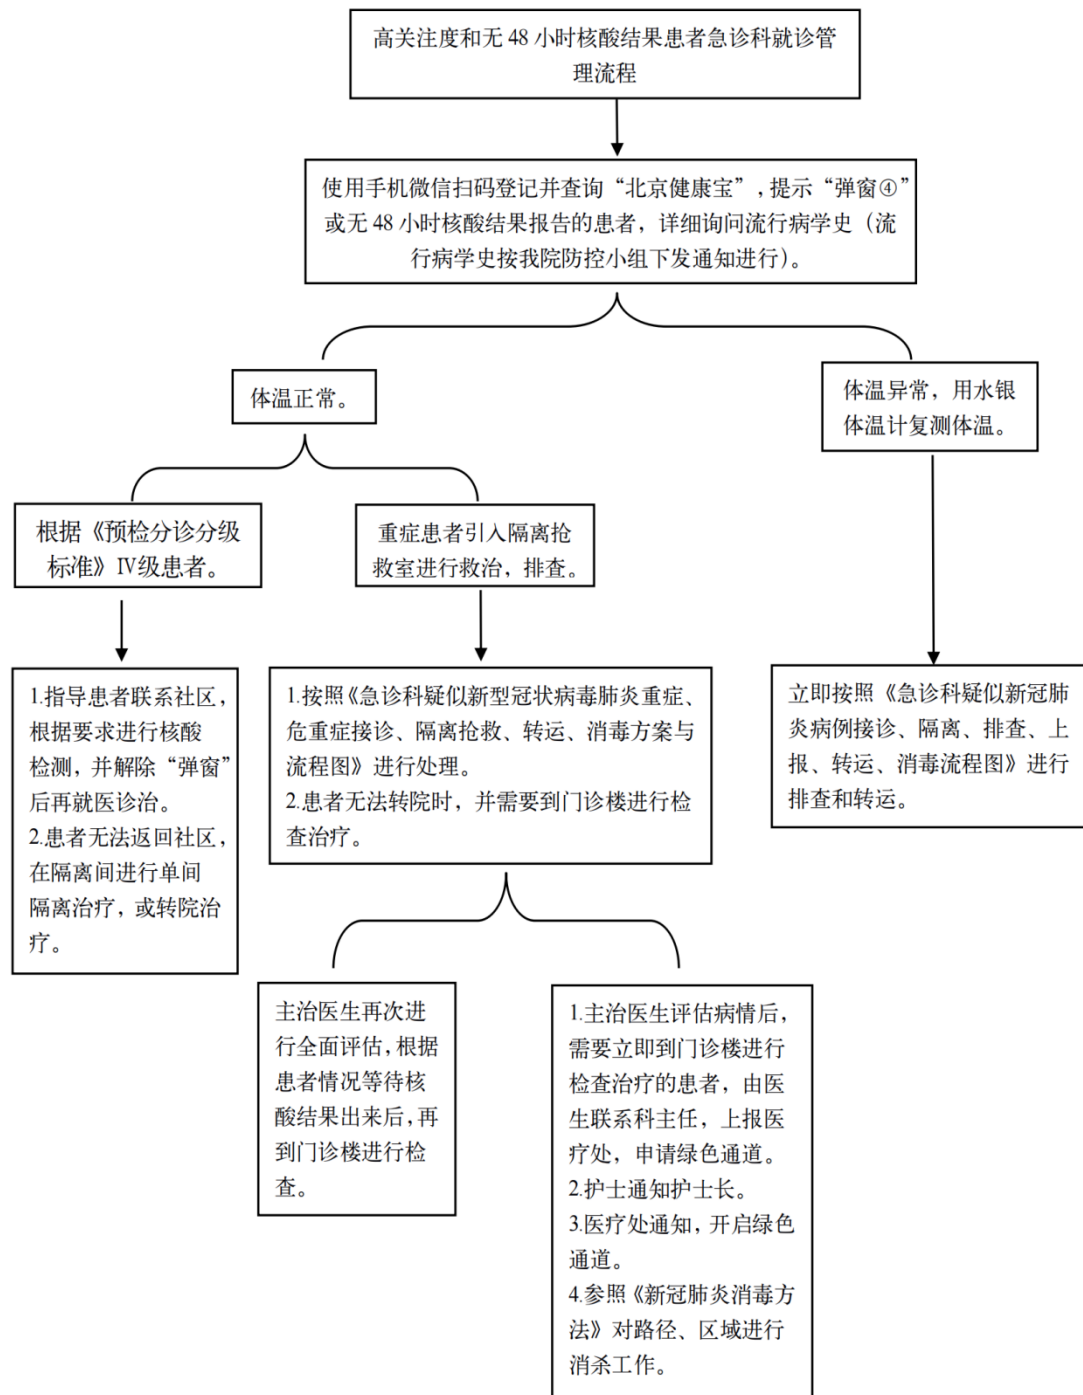 高关注度和无 48 小时核酸结果患者急诊科就诊管
理流程
使用手机微信扫码登记并查询“北京健康宝”，提示“弹窗④”
或无 48 小时核酸结果报告的患者，详细询问流行病学史（流
行病学史按我院防控小组下发通知进行）。
体温正常。
体温异常，用水银
体温计复测体温。
根据《预检分诊分级
标准》Ⅳ级患者。
重症患者引入隔离抢
救室进行救治，排查。
1.指导患者联系社区，
根据要求进行核酸
检测，并解除“弹窗”
后再就医诊治。
2.患者无法返回社区，
在隔离间进行单间
隔离治疗，或转院治
疗。
1.按照《急诊科疑似新型冠状病毒肺炎重症、
危重症接诊、隔离抢救、转运、消毒方案与
流程图》进行处理。
2.患者无法转院时，并需要到门诊楼进行检
查治疗。
立即按照《急诊科疑似新冠肺
炎病例接诊、隔离、排查、上
报、转运、消毒流程图》进行
排查和转运。
主治医生再次进
行全面评估，根据
患者情况等待核
酸结果出来后，再
到门诊楼进行检
查。
1.主治医生评估病情后，
需要立即到门诊楼进行
检查治疗的患者，由医
生联系科主任，上报医
疗处，申请绿色通道。
2.护士通知护士长。
3.医疗处通知，开启绿色
通道。
4.参照《新冠肺炎消毒方
法》对路径、区域进行
消杀工作。